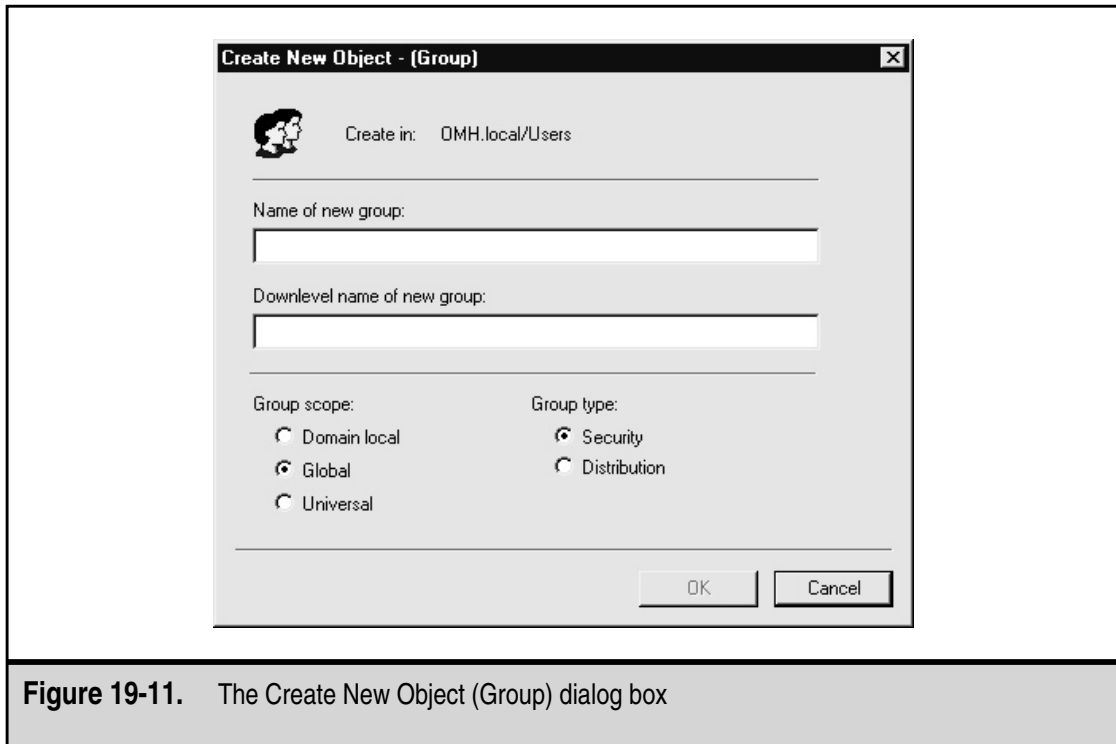 Create New Object - (Group)
Create in: OMH.local/Users
Name of new group:
Downlevel name of new group:
Group scope:
Domain local
Global
Universal
Group type:
Security
Distribution
OK
Cancel
Figure 19-11. The Create New Object (Group) dialog box